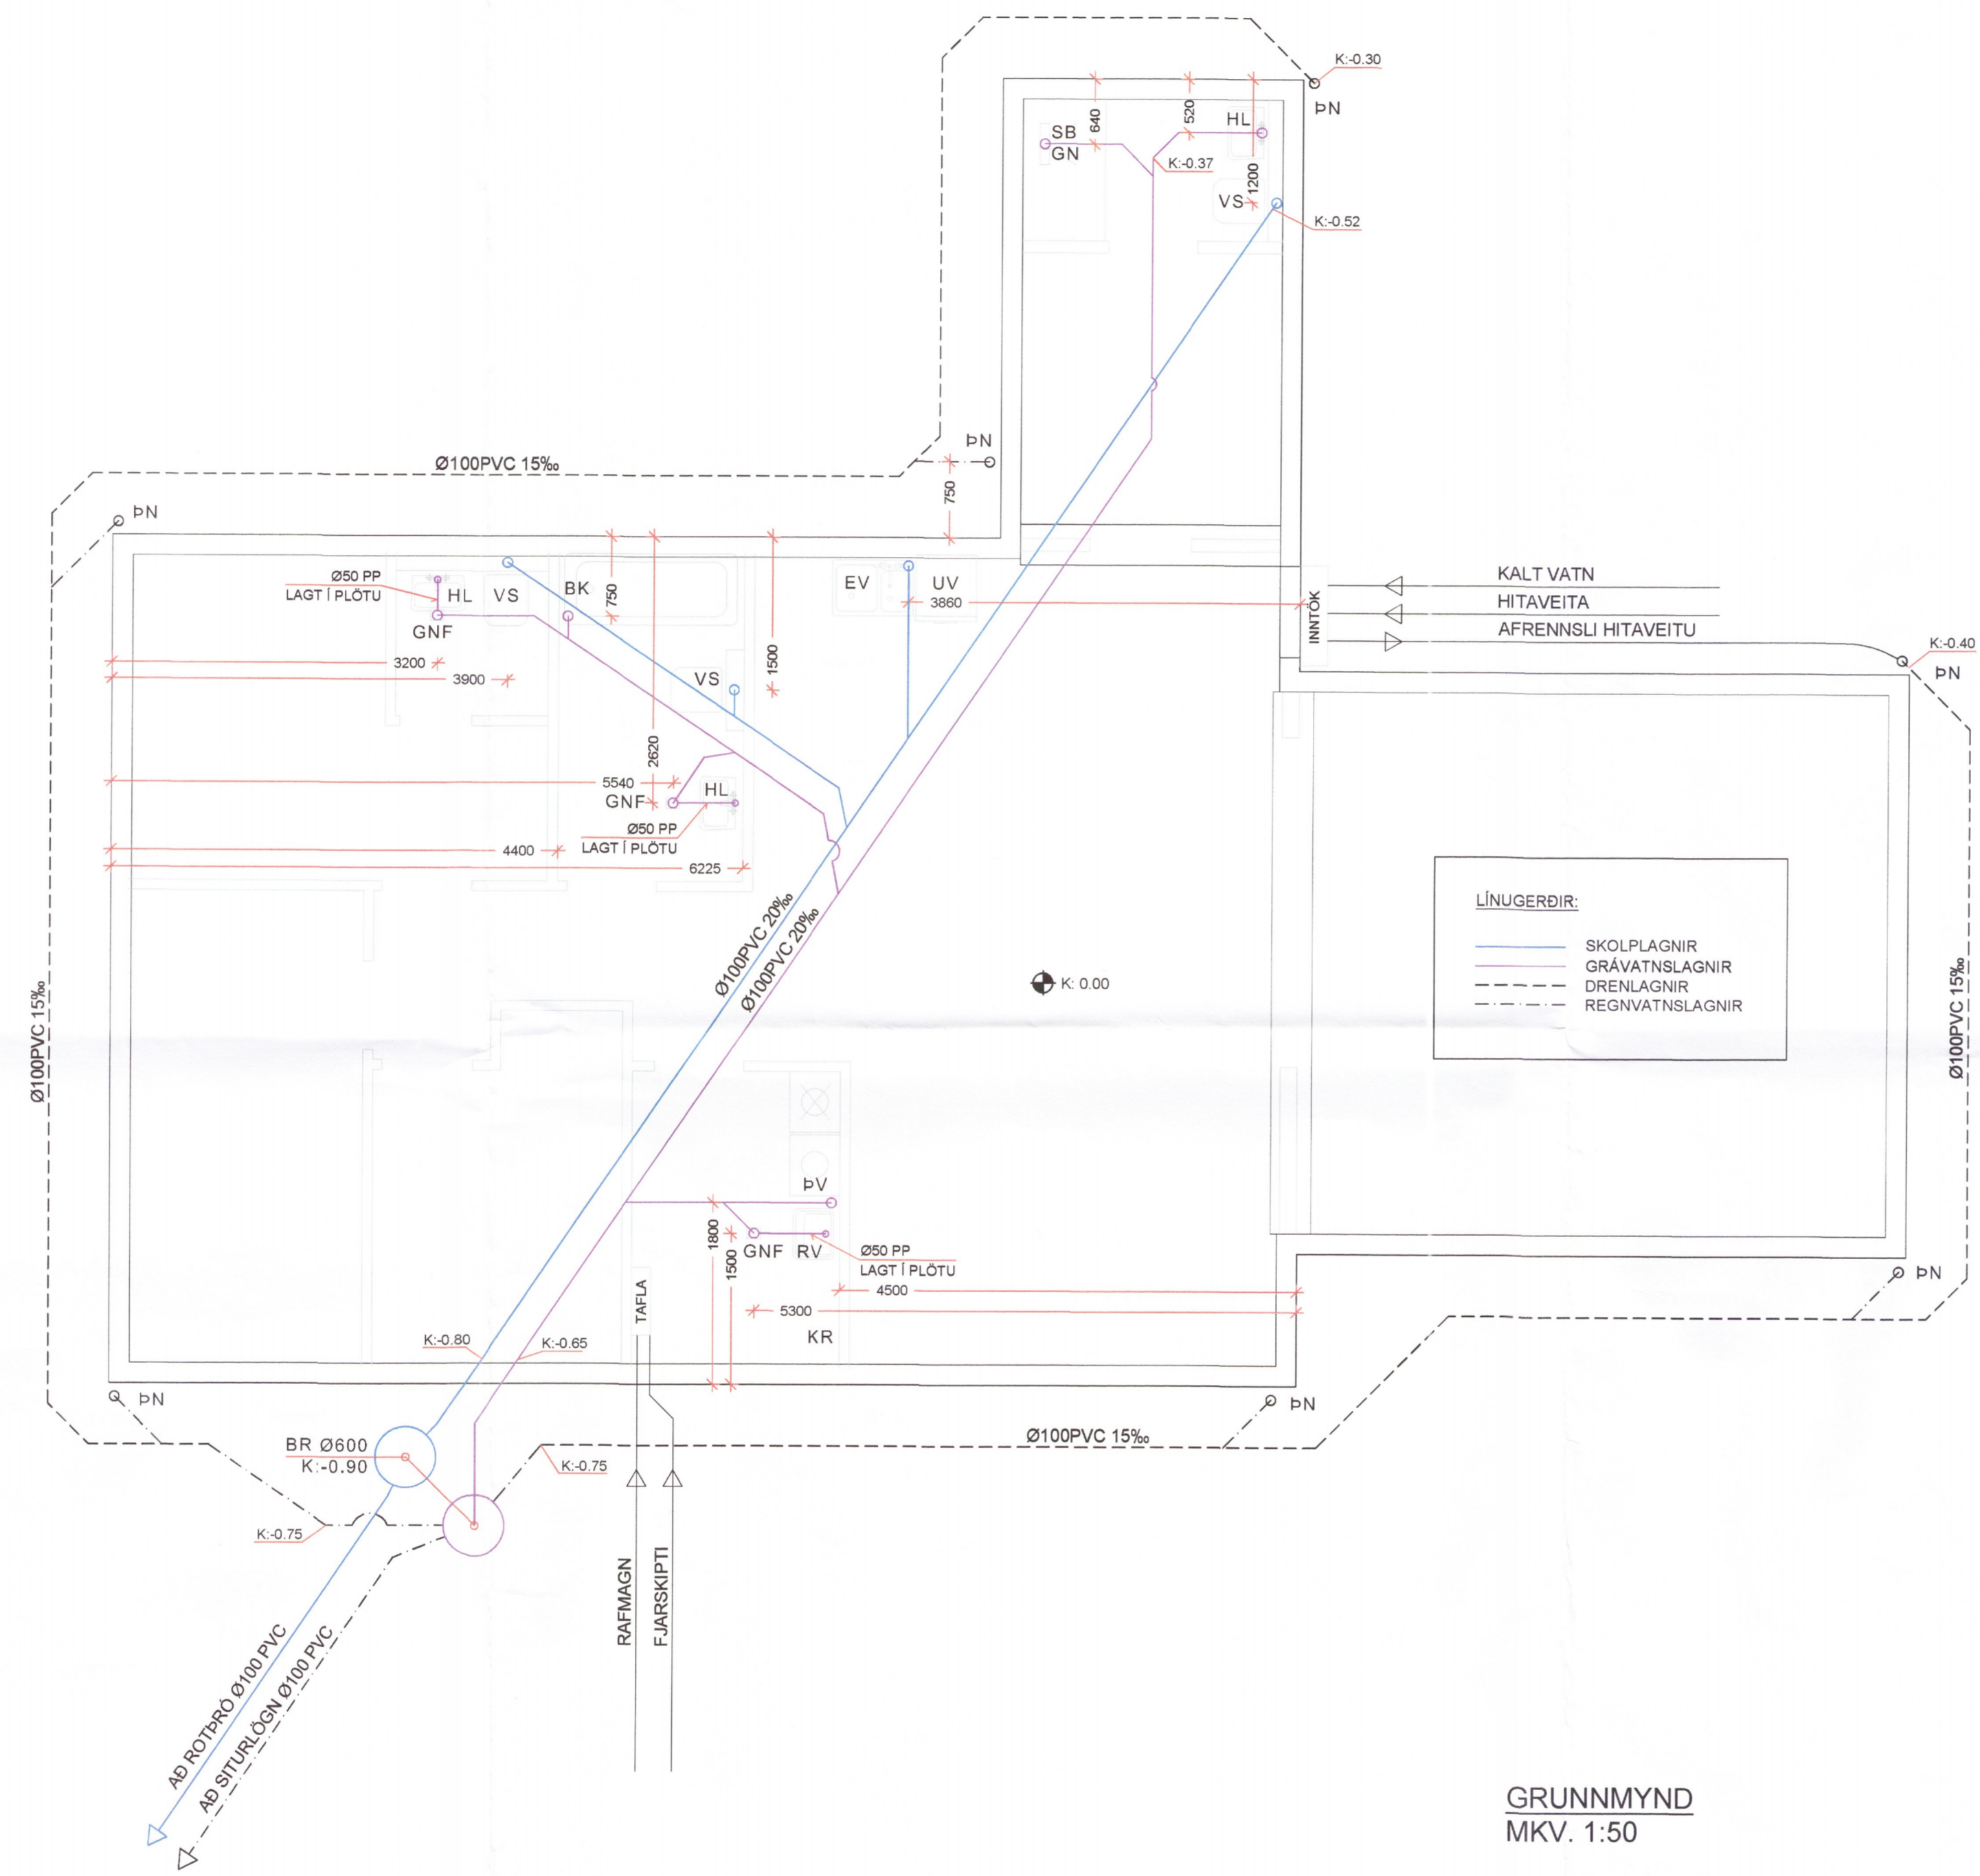 K:-0.30
ÞN
640
520
HL
SB
GN
K:-0.37
1200
VS
K:-0.52
ÞN
Ø100PVC 15‰
750
ÞN
Ø50 PP
LAGT Í PLÖTU
HL
VS
BK
750
EV
UV
3860
GNF
3200
3900
1500
VS
2620
5540
GNF
HL
Ø50 PP
LAGT Í PLÖTU
4400
6225
INNTÖK
KALT VATN
HITAVEITA
AFRENNSLI HITAVEITU
K:-0.40
ÞN
Ø100PVC 20‰
Ø100PVC 20‰
K: 0.00
LÍNUGERÐIR:
SKOLPLAGNIR
GRÁVATNSLAGNIR
DRENLAGNIR
REGNVATNSLAGNIR
Ø100PVC 15‰
Ø100PVC 15‰
ÞV
1800
1500
GNF
RV
Ø50 PP
LAGT Í PLÖTU
4500
5300
KR
TAFLA
ÞN
K:-0.80
K:-0.65
ÞN
ÞN
BR Ø600
K:-0.90
Ø100PVC 15‰
K:-0.75
K:-0.75
RAFMAGN
FJARSKIPTI
AÐ ROTÞRÓ Ø100 PVC
AÐ SITURLÖGN Ø100 PVC
GRUNNMYND
MKV. 1:50